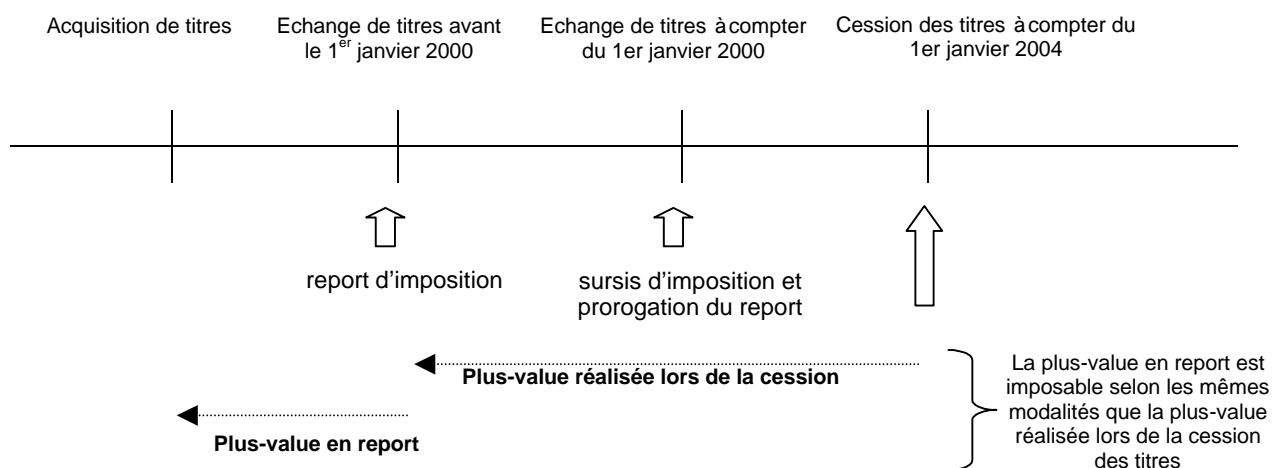 Acquisition de titres
Echange de titres avant
le 1er janvier 2000
Echange de titres à compter
du 1er janvier 2000
Cession des titres à compter du
1er janvier 2004
report d’imposition
sursis d’imposition et
prorogation du report
Plus-value réalisée lors de la cession
Plus-value en report
La plus-value en report est
imposable selon les mêmes
modalités que la plus-value
réalisée lors de la cession
des titres